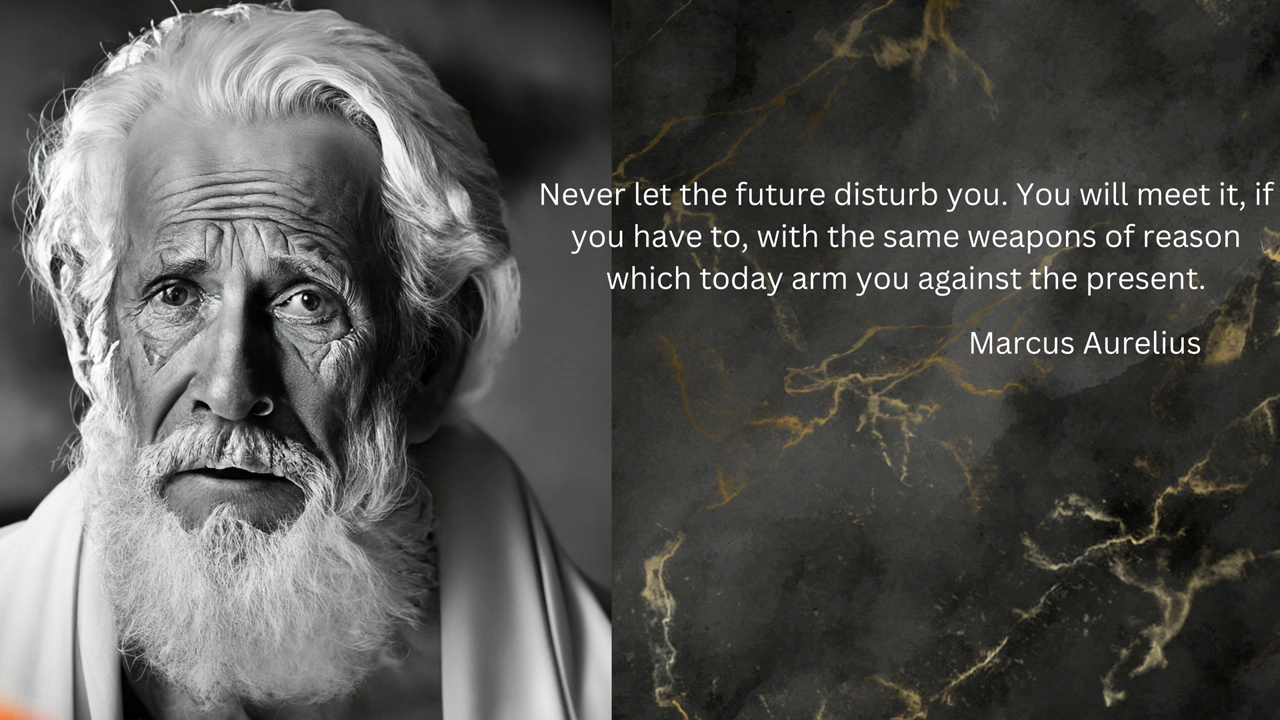 Never let the future disturb you. You will meet it, if
you have to, with the same weapons of reason
which today arm you against the present.
Marcus Aurelius